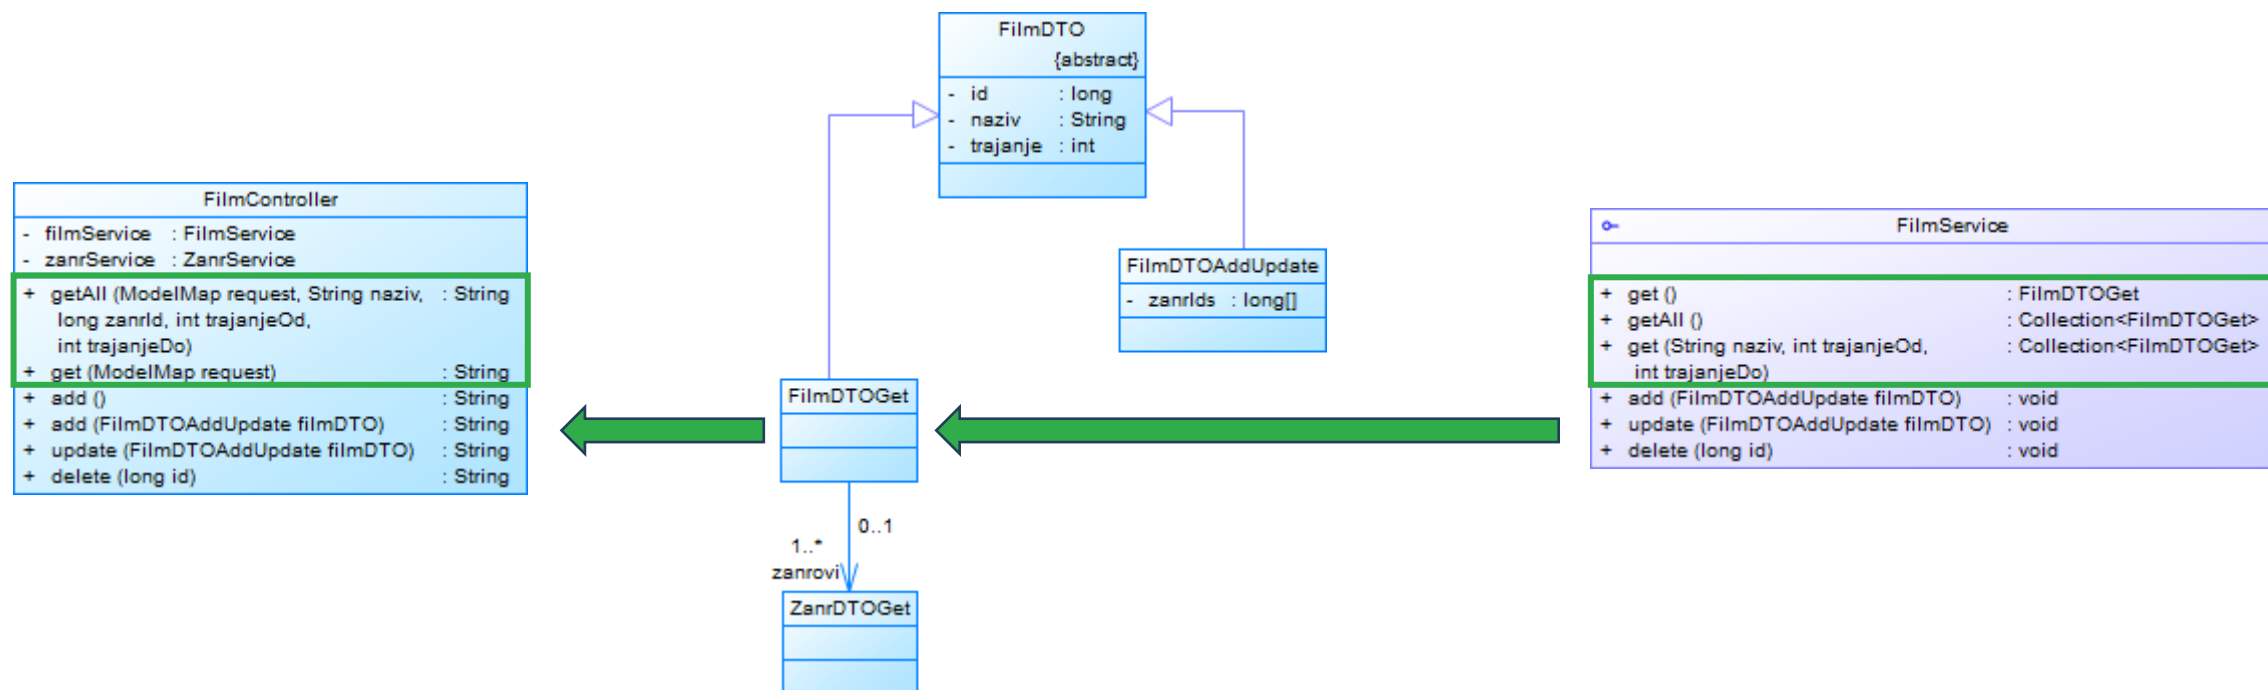 FilmDTO
{abstract}
- id : long
- naziv : String
- trajanje : int
FilmController
- filmService : FilmService
- zanrService : ZanrService
+ getAll (ModelMap request, String naziv, : String
long zanrId, int trajanjeOd,
int trajanjeDo)
+ get (ModelMap request) : String
+ add () : String
+ add (FilmDTOAddUpdate filmDTO) : String
+ update (FilmDTOAddUpdate filmDTO) : String
+ delete (long id) : String
FilmDTOAddUpdate
- zanrIds : long[]
FilmDTOGet
0..1
1..*
zanrovi
ZanrDTOGet
FilmService
+ get () : FilmDTOGet
+ getAll () : Collection<FilmDTOGet>
+ get (String naziv, int trajanjeOd, : Collection<FilmDTOGet>
int trajanjeDo)
+ add (FilmDTOAddUpdate filmDTO) : void
+ update (FilmDTOAddUpdate filmDTO) : void
+ delete (long id) : void